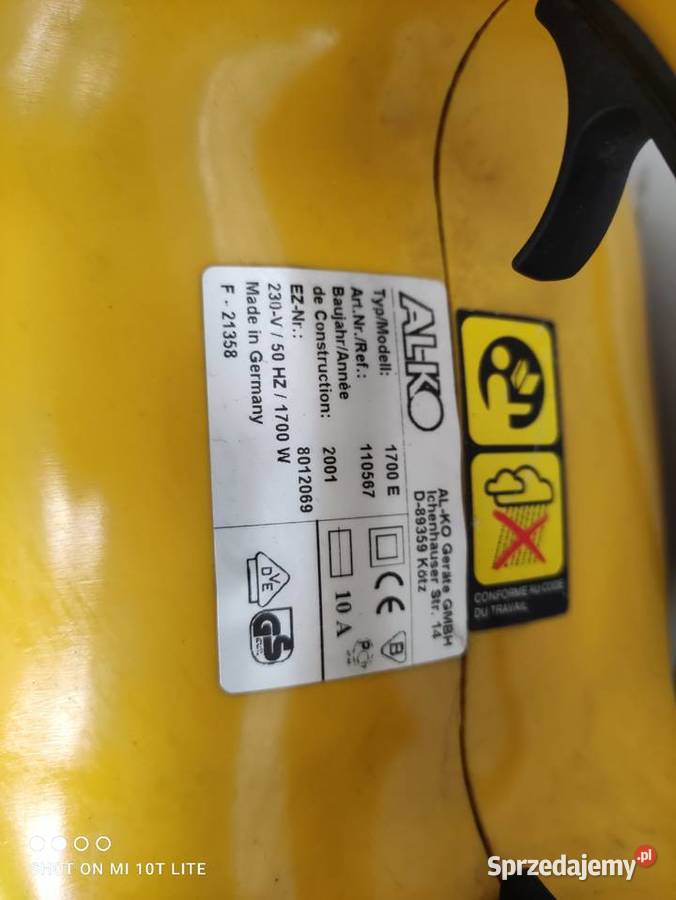 AL-KO
AL-KO Geräte GMBH
Ichenhauser Str. 14
D-89359 Kötz
Typ/Modell: 1700 E
Art.Nr./Ref.: 110567
Baujahr/Année
de Construction: 2001
EZ-Nr.: 8012069
230-V / 50 HZ / 1700 W
Made in Germany
F - 21358
CE
B
P
10 A
DVE
GS
CONFORME AU CODE
DU TRAVAIL
SHOT ON MI 10T LITE
Sprzedajemy.pl